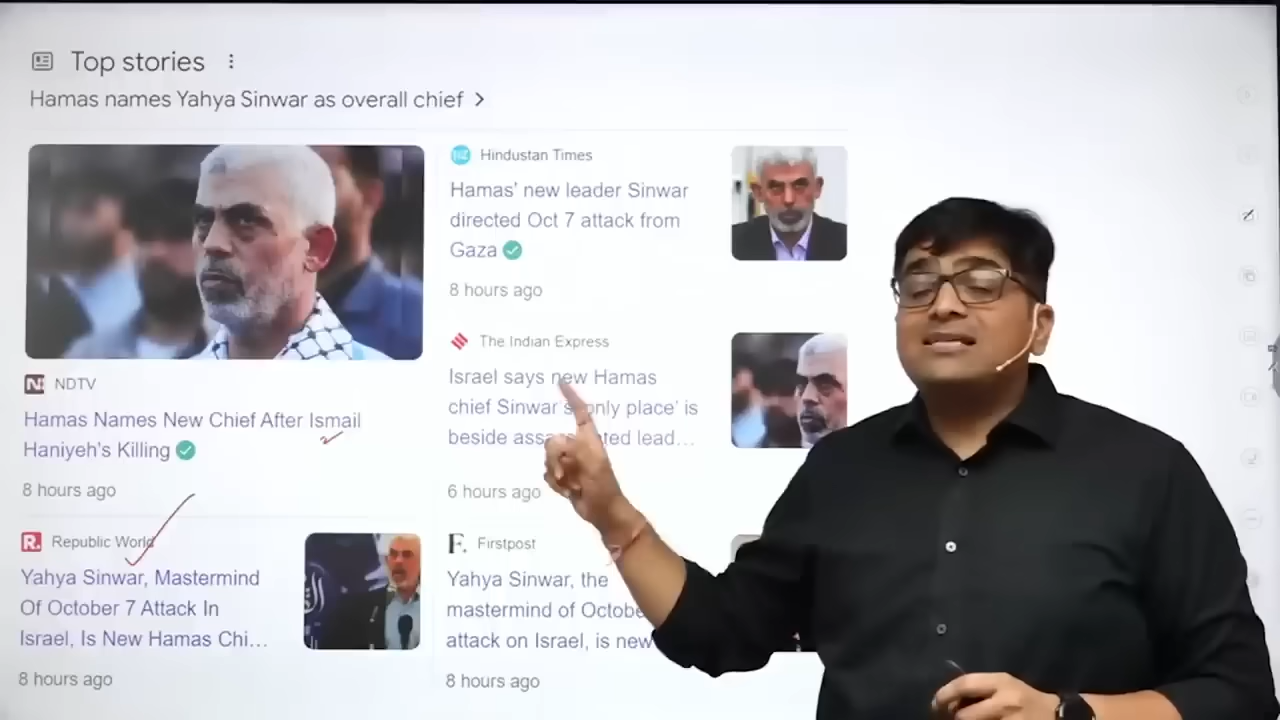 Top stories
Hamas names Yahya Sinwar as overall chief >
NDTV
Hamas Names New Chief After Ismail
Haniyeh's Killing
8 hours ago
Republic World
Yahya Sinwar, Mastermind
Of October 7 Attack In
Israel, Is New Hamas Chi...
8 hours ago
Hindustan Times
Hamas' new leader Sinwar
directed Oct 7 attack from
Gaza
8 hours ago
The Indian Express
Israel says new Hamas
chief Sinwar only place' is
beside lead...
6 hours ago
Firstpost
Yahya Sinwar, the
mastermind of
attack on Israel, is new
8 hours ago